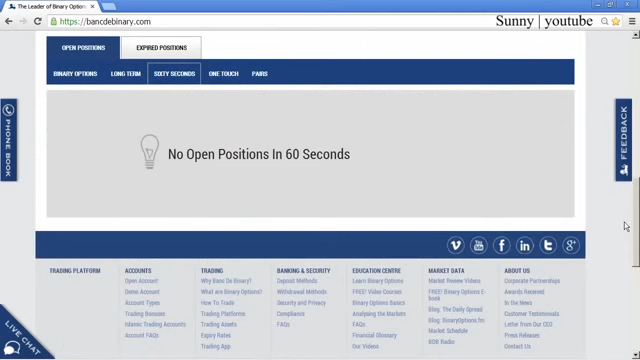 The Leader of Binary Option
https://bancdebinary.com
Sunny | youtube
OPEN POSITIONS
EXPIRED POSITIONS
BINARY OPTIONS
LONG TERM
SIXTY SECONDS
ONE TOUCH
PAIRS
PHONE BOOK
FEEDBACK
No Open Positions In 60 Seconds
TRADING PLATFORM
ACCOUNTS
Open Account
Demo Account
Account Types
Trading Bonuses
Islamic Trading Accounts
Account FAQs
TRADING
Why Banc De Binary?
What are Binary Options?
How To Trade
Trading Platforms
Trading Assets
Expiry Rates
Trading App
BANKING & SECURITY
Deposit Methods
Withdrawal Methods
Security and Privacy
Compliance
FAQs
EDUCATION CENTRE
Learn Binary Options
FREE! Video Courses
Binary Options Basics
Account Management
FAQs
Financial Glossary
Our Videos
MARKET DATA
Market Review Videos
FREE! Binary Options E-
book
Blog: The Daily Spread
Blog: BinaryOptions.fm
Market Schedule
BDB Radio
ABOUT US
Corporate Partnerships
Awards Received
In the News
Customer Testimonials
Letter from Our CEO
Press Releases
Contact Us
LIVE CHAT